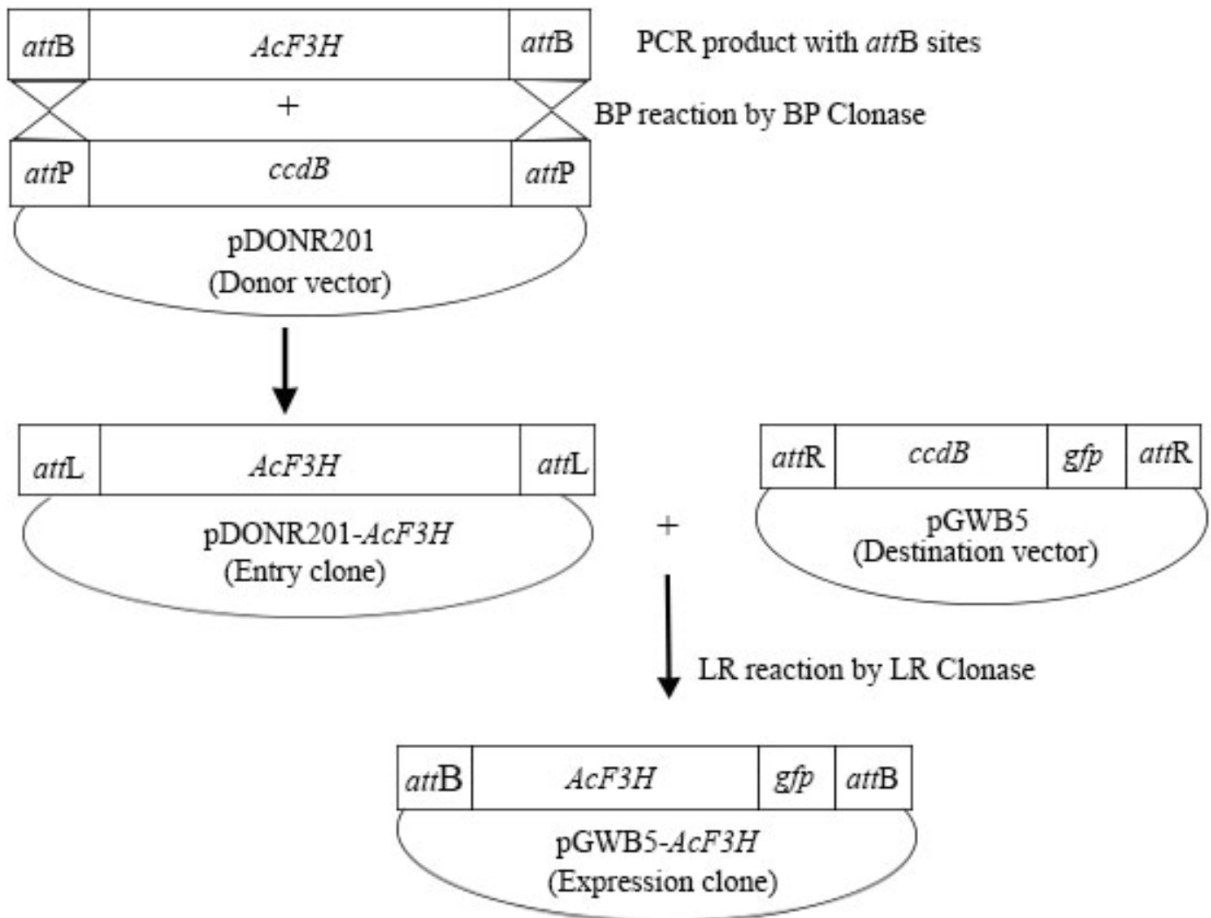 attB AcF3H attB PCR product with attB sites
+ BP reaction by BP Clonase
attP ccdB attP
pDONR201
(Donor vector)
attL AcF3H attL
pDONR201-AcF3H
(Entry clone)
+
attR ccdB gfp attR
pGWB5
(Destination vector)
LR reaction by LR Clonase
attB AcF3H gfp attB
pGWB5-AcF3H
(Expression clone)